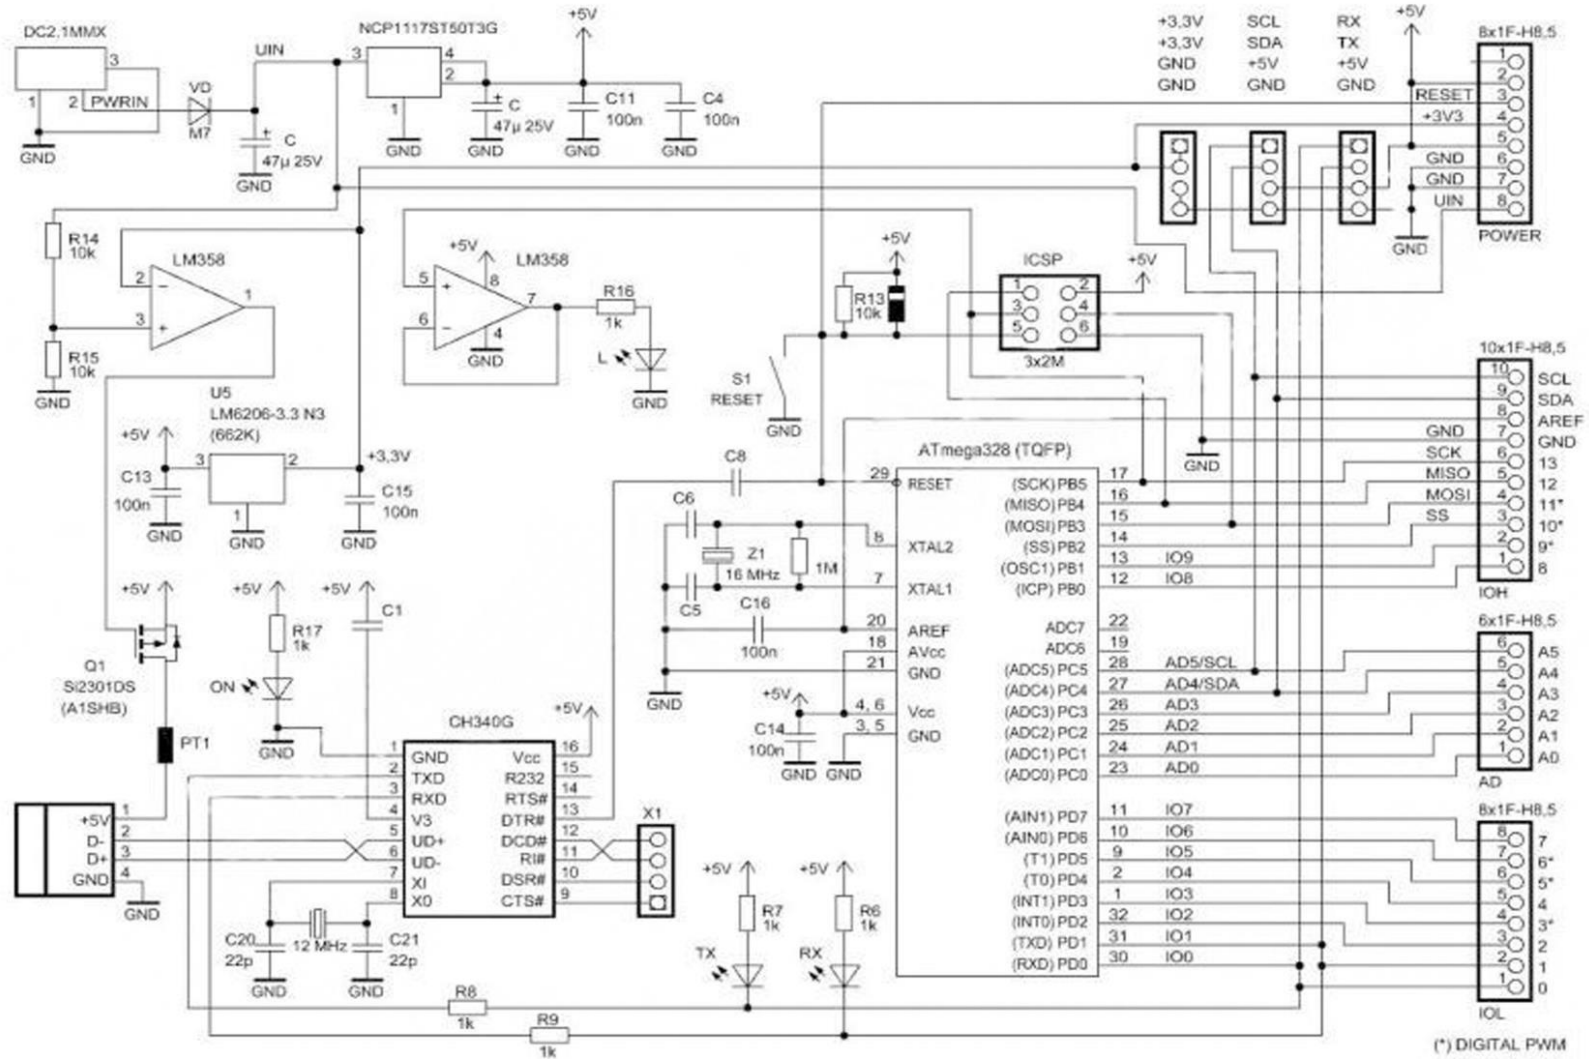 DC2,1MMX
3
1
2
PWRIN
GND
VD
M7
UIN
+
C
47µ 25V
GND
NCP1117ST50T3G
3
4
2
1
GND
+
C
47µ 25V
GND
+5V
C11
100n
GND
C4
100n
GND
+3,3V SCL RX
+3,3V SDA TX
GND +5V +5V
GND GND GND
+5V
8x1F-H8,5
1
2
RESET 3
+3V3 4
5
GND 6
GND 7
UIN 8
GND
POWER
R14
10k
R15
10k
GND
LM358
2
3
1
−
+
+5V
LM358
5
6
+
−
8
7
4
GND
R16
1k
L
GND
+5V
R13
10k
S1
RESET
GND
ICSP
1 2
3 4
5 6
3x2M
+5V
GND
10x1F-H8,5
10 SCL
9 SDA
8 AREF
GND 7 GND
SCK 6 13
MISO 5 12
MOSI 4 11*
SS 3 10*
2 9*
1 8
IOH
U5
LM6206-3.3 N3
(662K)
+5V
3
2
1
+3,3V
C13
100n
GND
GND
C15
100n
GND
ATmega328 (TQFP)
29 RESET
8 XTAL2
7 XTAL1
20 AREF
18 AVcc
21 GND
4, 6 Vcc
3, 5 GND
(SCK) PB5 17
(MISO) PB4 16
(MOSI) PB3 15
(SS) PB2 14
(OSC1) PB1 13 IO9
(ICP) PB0 12 IO8
ADC7 22
ADC6 19
(ADC5) PC5 28 AD5/SCL
(ADC4) PC4 27 AD4/SDA
(ADC3) PC3 26 AD3
(ADC2) PC2 25 AD2
(ADC1) PC1 24 AD1
(ADC0) PC0 23 AD0
(AIN1) PD7 11 IO7
(AIN0) PD6 10 IO6
(T1) PD5 9 IO5
(T0) PD4 2 IO4
(INT1) PD3 1 IO3
(INT0) PD2 32 IO2
(TXD) PD1 31 IO1
(RXD) PD0 30 IO0
C8
C6
Z1
16 MHz
1M
C5
C16
100n
GND
+5V
C14
100n
GND
GND
6x1F-H8,5
6 A5
5 A4
4 A3
3 A2
2 A1
1 A0
AD
8x1F-H8,5
8 7
7 6*
6 5*
5 4
4 3*
3 2
2 1
1 0
IOL
(*) DIGITAL PWM
+5V
Q1
Si2301DS
(A1SHB)
PT1
+5V
R17
1k
ON
GND
+5V
C1
CH340G
1 GND
2 TXD
3 RXD
4 V3
5 UD+
6 UD-
7 XI
8 X0
Vcc 16
R232 15
RTS# 14
DTR# 13
DCD# 12
RI# 11
DSR# 10
CTS# 9
+5V
X1
+5V 1
D- 2
D+ 3
GND 4
GND
C20
22p
GND
12 MHz
C21
22p
GND
+5V
R7
1k
TX
+5V
R6
1k
RX
R8
1k
R9
1k